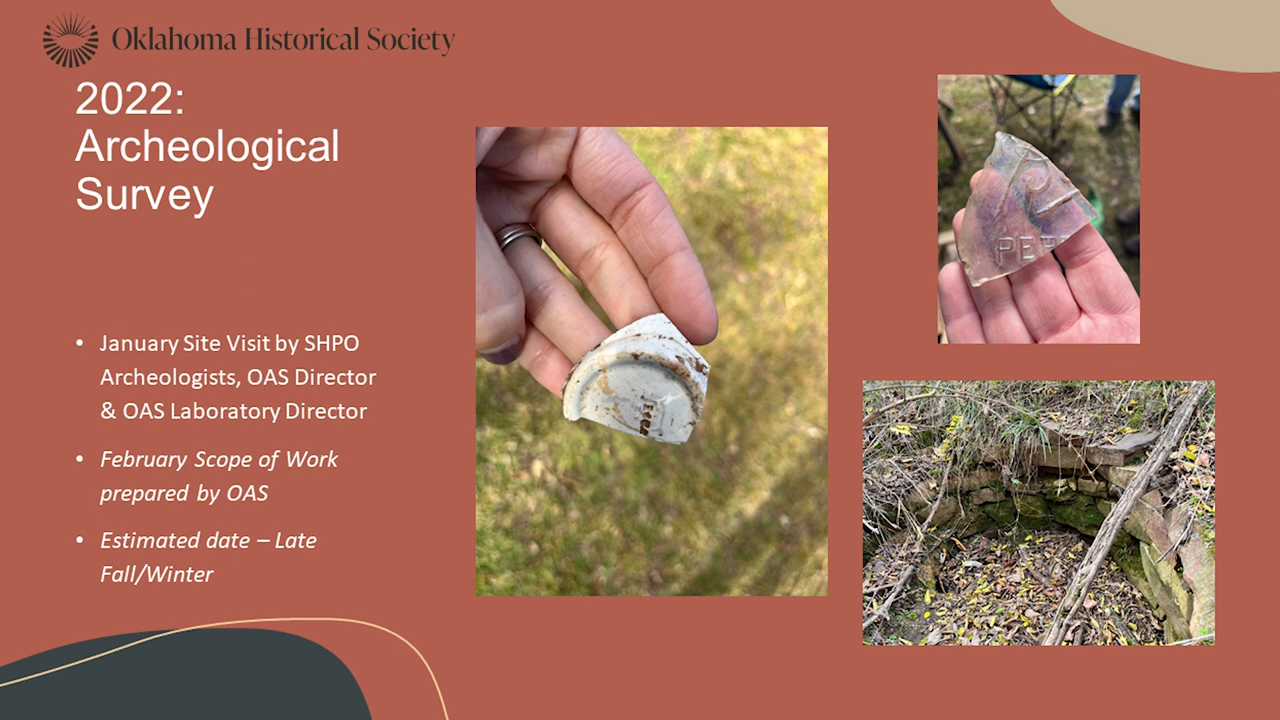 Oklahoma Historical Society
2022:
Archeological
Survey
• January Site Visit by SHPO
Archeologists, OAS Director
& OAS Laboratory Director
• February Scope of Work
prepared by OAS
• Estimated date – Late
Fall/Winter